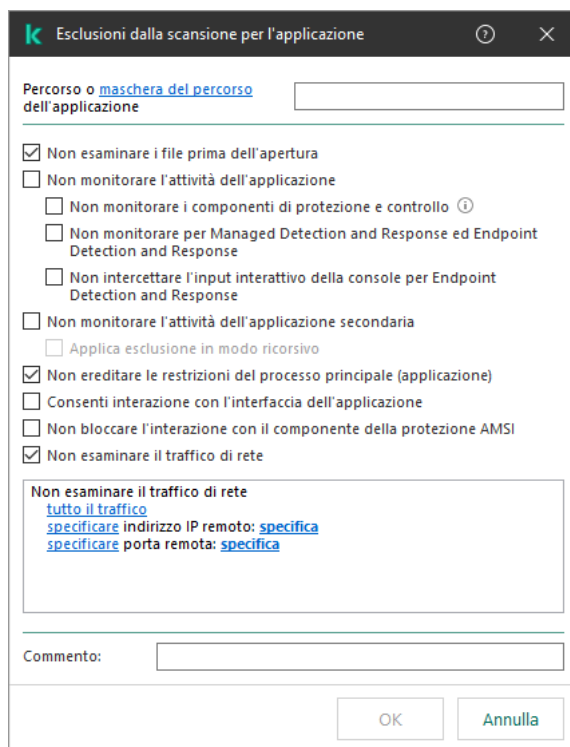 Esclusioni dalla scansione per l'applicazione
Percorso o maschera del percorso
dell'applicazione
Non esaminare i file prima dell'apertura
Non monitorare l'attività dell'applicazione
Non monitorare i componenti di protezione e controllo
Non monitorare per Managed Detection and Response ed Endpoint
Detection and Response
Non intercettare l'input interattivo della console per Endpoint
Detection and Response
Non monitorare l'attività dell'applicazione secondaria
Applica esclusione in modo ricorsivo
Non ereditare le restrizioni del processo principale (applicazione)
Consenti interazione con l'interfaccia dell'applicazione
Non bloccare l'interazione con il componente della protezione AMSI
Non esaminare il traffico di rete
Non esaminare il traffico di rete
tutto il traffico
specificare indirizzo IP remoto: specifica
specificare porta remota: specifica
Commento:
OK
Annulla